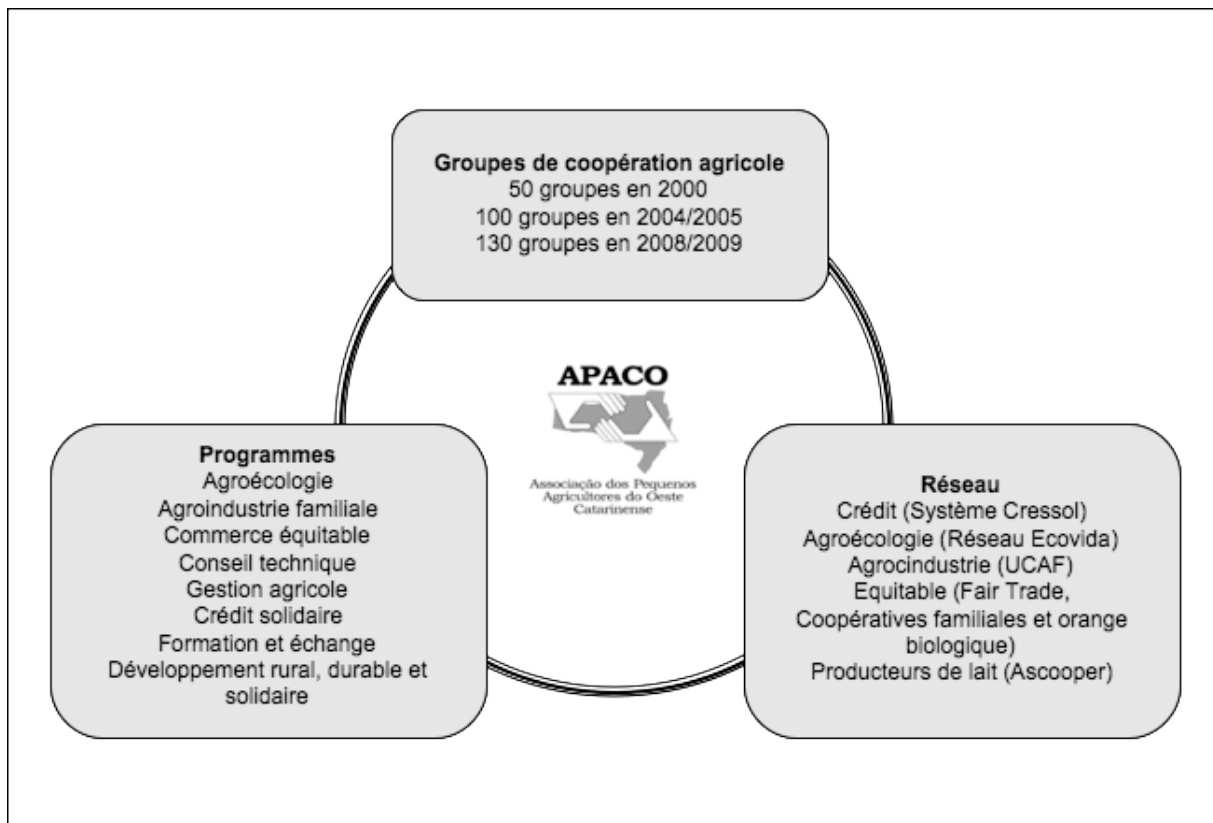 Groupes de coopération agricole
50 groupes en 2000
100 groupes en 2004/2005
130 groupes en 2008/2009
APACO
Associação dos Pequenos
Agricultores do Oeste
Catarinense
Programmes
Agroécologie
Agroindustrie familiale
Commerce équitable
Conseil technique
Gestion agricole
Crédit solidaire
Formation et échange
Développement rural, durable et
solidaire
Réseau
Crédit (Système Cressol)
Agroécologie (Réseau Ecovida)
Agrocindustrie (UCAF)
Equitable (Fair Trade,
Coopératives familiales et orange
biologique)
Producteurs de lait (Ascooper)